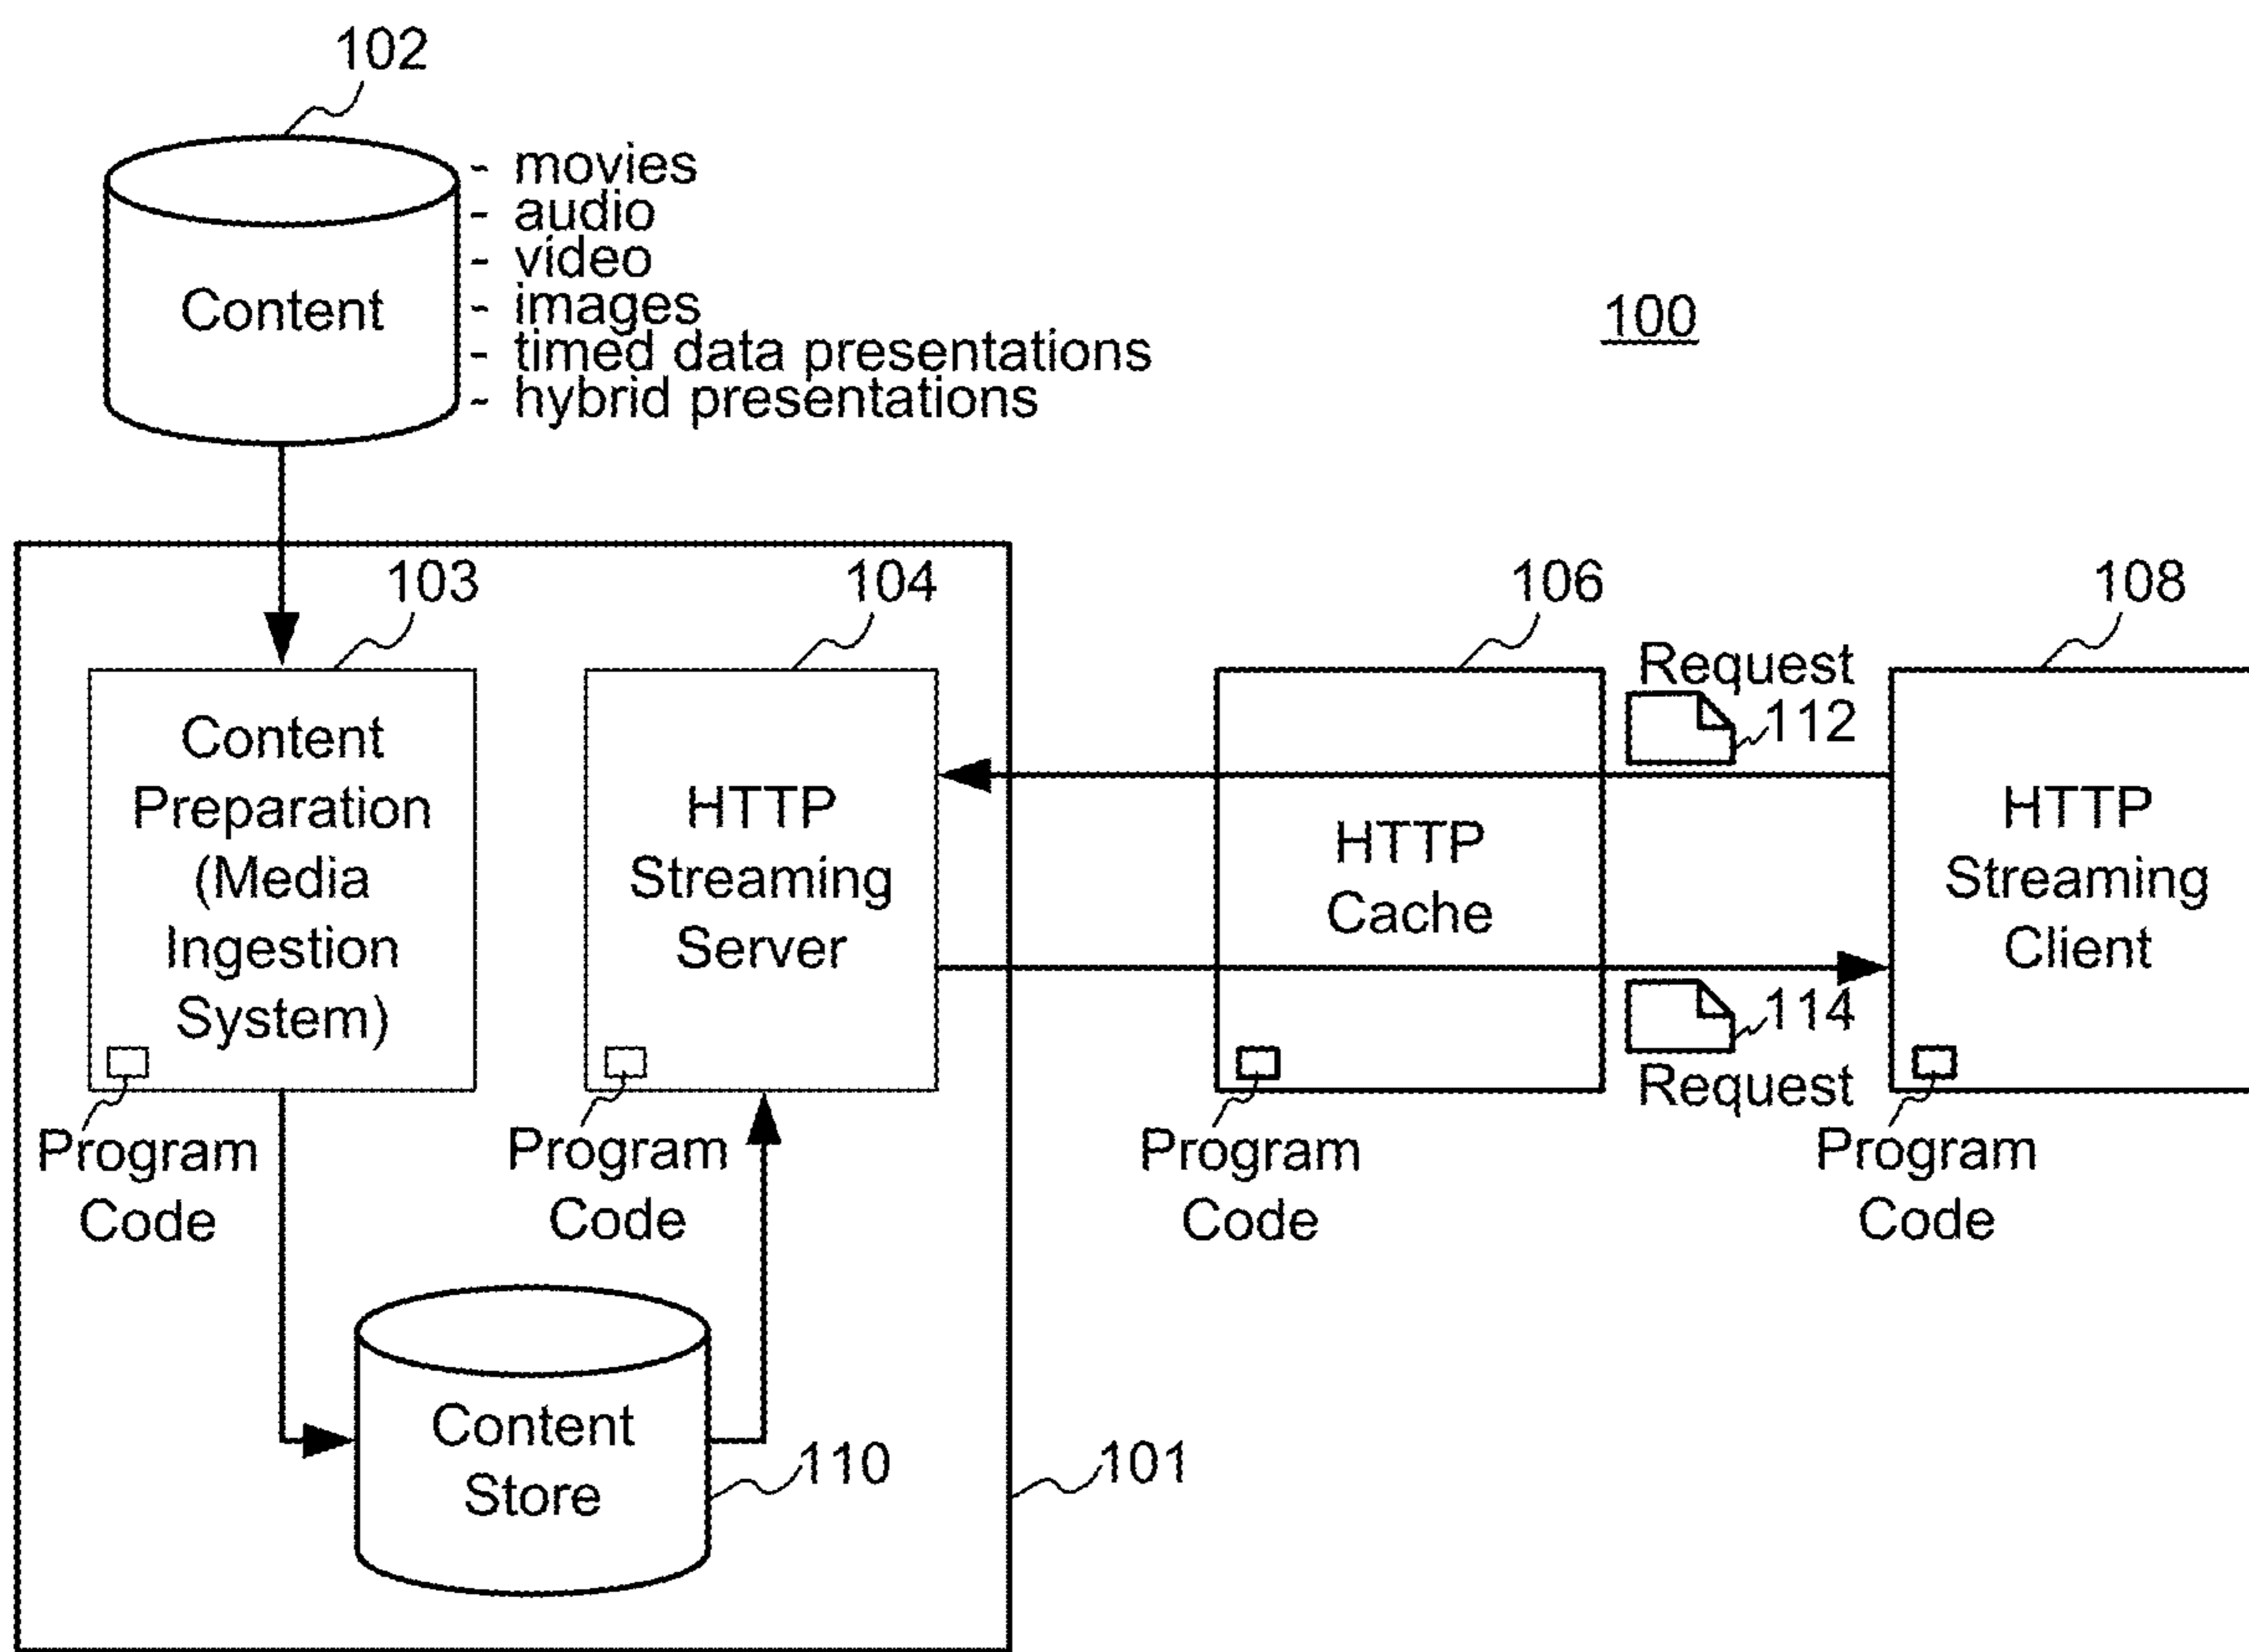 102
- movies
- audio
- video
- images
- timed data presentations
- hybrid presentations
Content
100
103
104
106
108
Content
Preparation
(Media
Ingestion
System)
HTTP
Streaming
Server
HTTP
Cache
Request
112
HTTP
Streaming
Client
114
Request
Program
Code
Program
Code
Program
Code
Program
Code
Content
Store
110
101